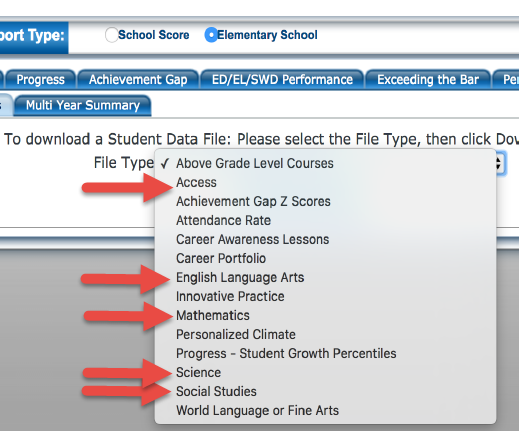 port Type: School Score Elementary School
Progress Achievement Gap ED/EL/SWD Performance Exceeding the Bar Pe
s Multi Year Summary
To download a Student Data File: Please select the File Type, then click Dov
File Type ✓ Above Grade Level Courses
Access
Achievement Gap Z Scores
Attendance Rate
Career Awareness Lessons
Career Portfolio
English Language Arts
Innovative Practice
Mathematics
Personalized Climate
Progress - Student Growth Percentiles
Science
Social Studies
World Language or Fine Arts